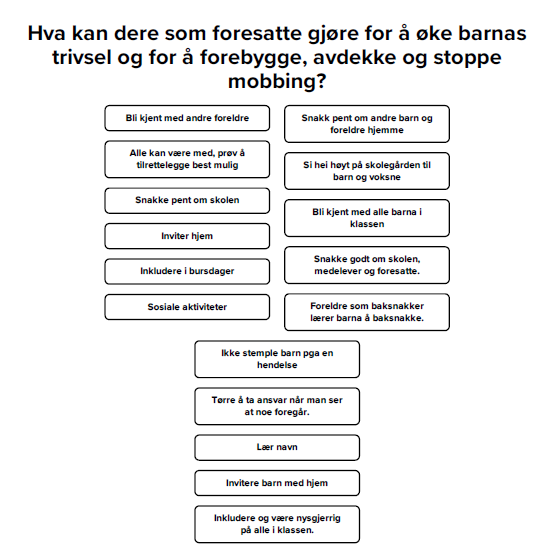 Hva kan dere som foresatte gjøre for å øke barnas
trivsel og for å forebygge, avdekke og stoppe
mobbing?
Bli kjent med andre foreldre
Alle kan være med, prøv å
tilrettelegge best mulig
Snakke pent om skolen
Inviter hjem
Inkludere i bursdager
Sosiale aktiviteter
Snakk pent om andre barn og
foreldre hjemme
Si hei høyt på skolegården til
barn og voksne
Bli kjent med alle barna i
klassen
Snakke godt om skolen,
medelever og foresatte.
Foreldre som baksnakker
lærer barna å baksnakke.
Ikke stemple barn pga en
hendelse
Tørre å ta ansvar når man ser
at noe foregår.
Lær navn
Invitere barn med hjem
Inkludere og være nysgjerrig
på alle i klassen.